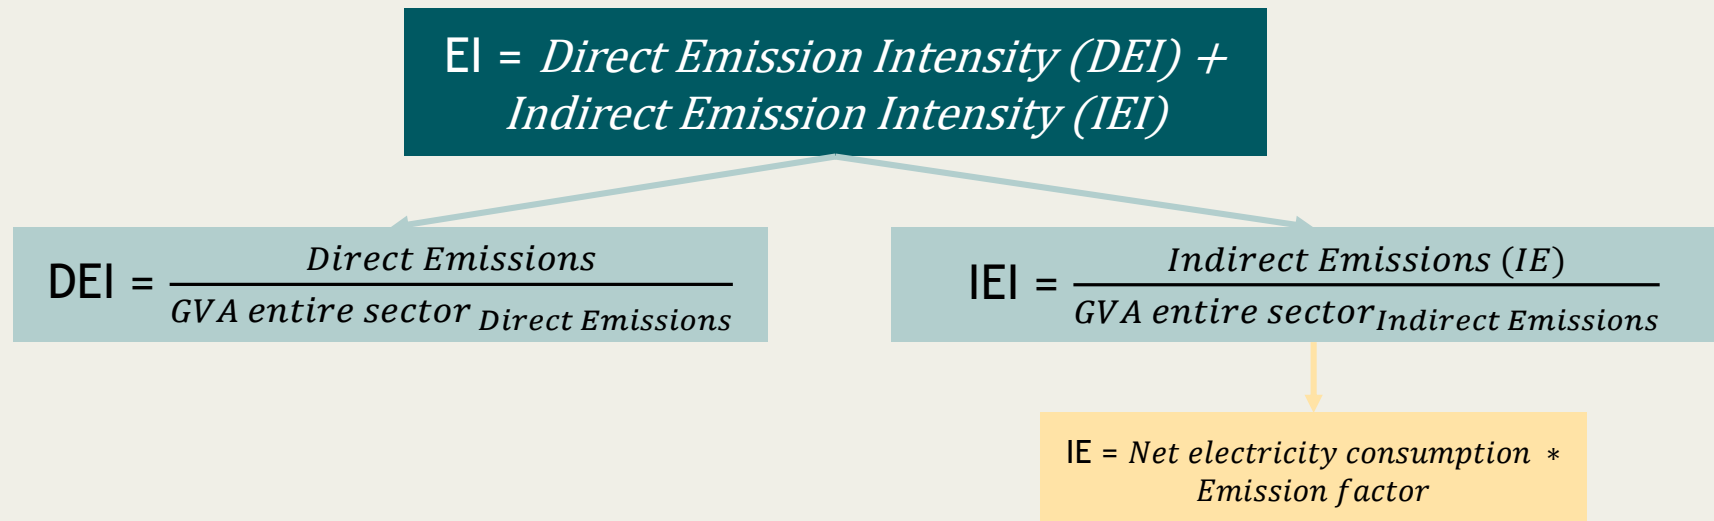 EI = Direct Emission Intensity (DEI) +
Indirect Emission Intensity (IEI)
DEI = Direct Emissions
GVA entire sector Direct Emissions
IEI = Indirect Emissions (IE)
GVA entire sector Indirect Emissions
IE = Net electricity consumption *
Emission factor